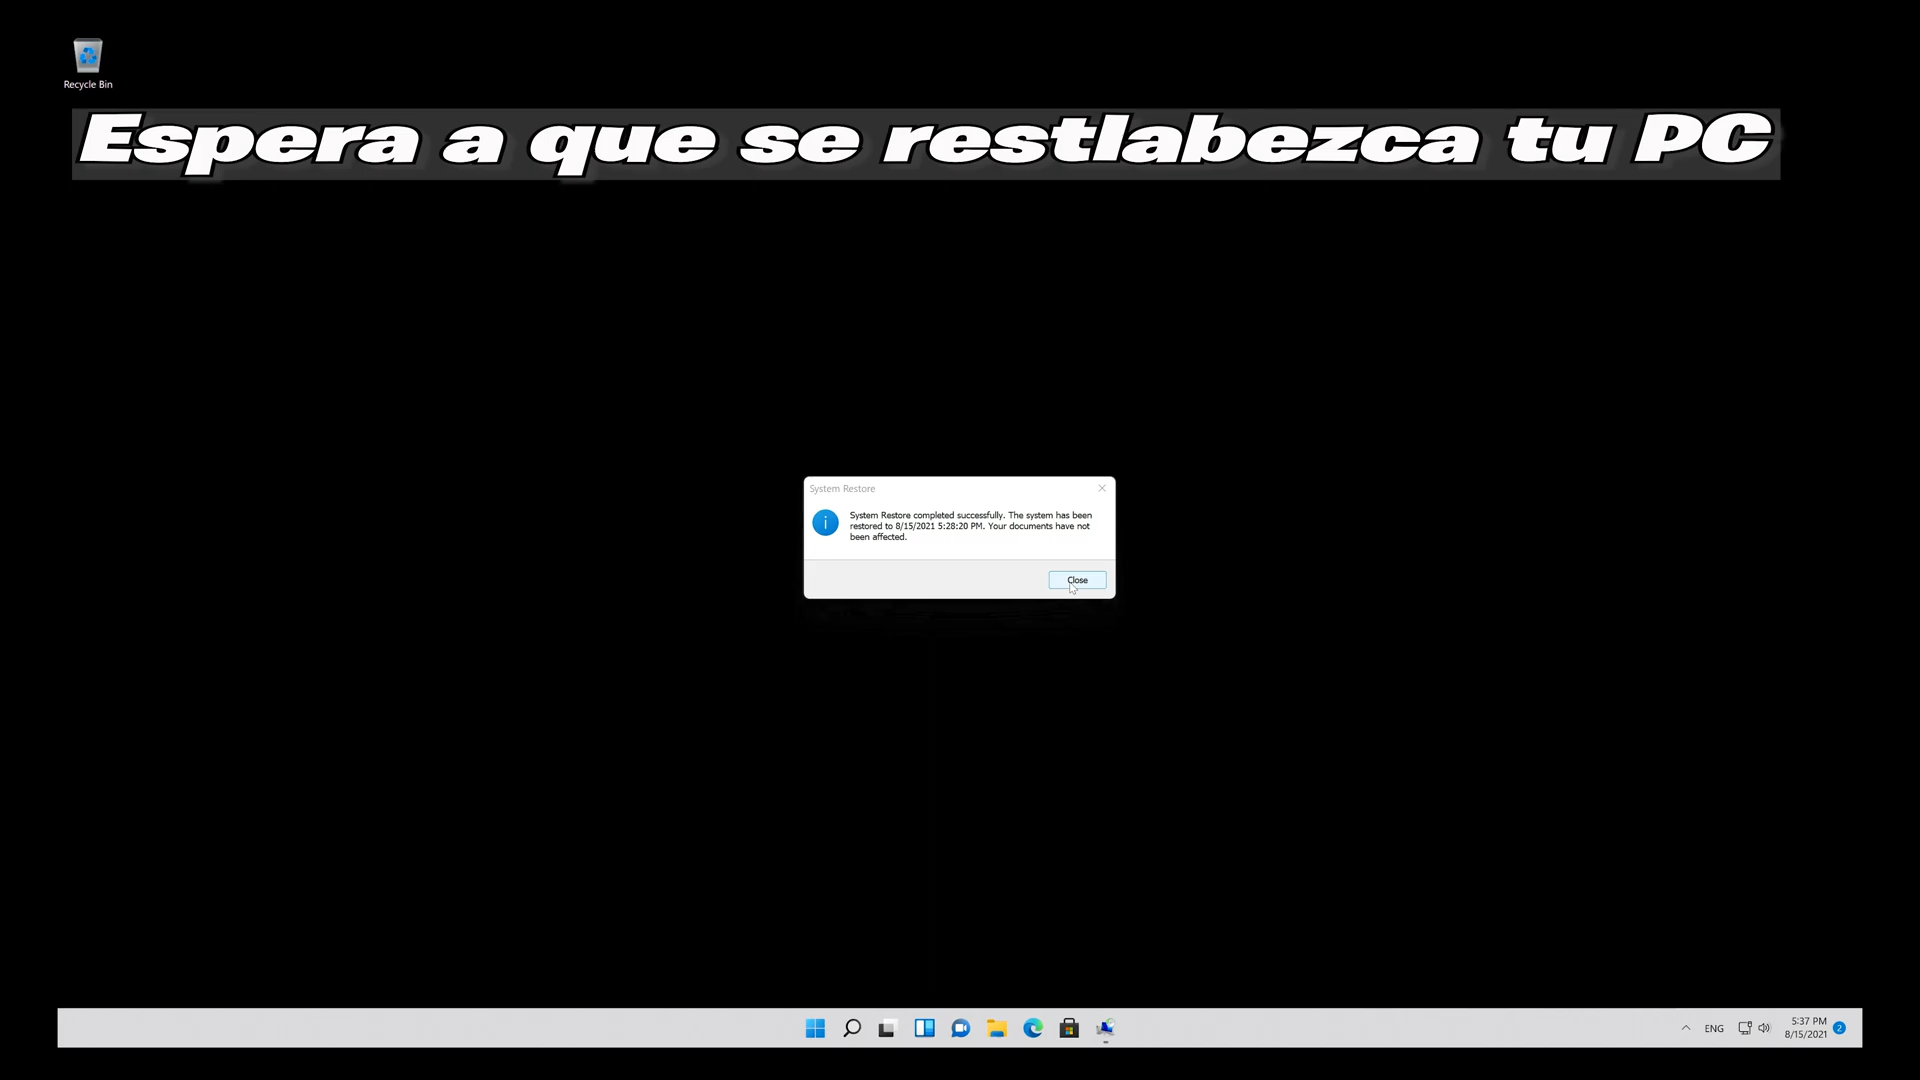 Recycle Bin
Espera a que se restlabezca tu PC
System Restore
System Restore completed successfully. The system has been
restored to 8/15/2021 5:28:20 PM. Your documents have not
been affected.
Close
ENG
5:37 PM
8/15/2021
2